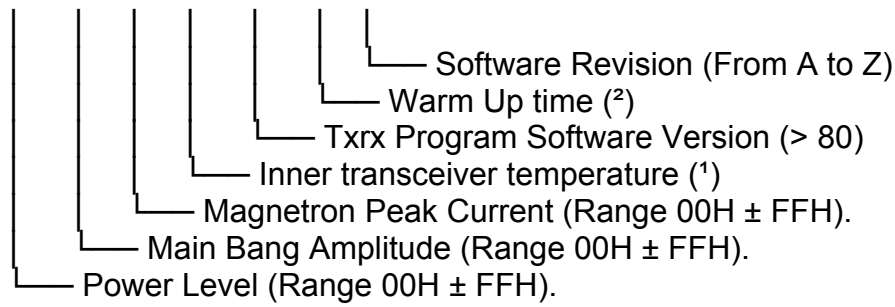 Software Revision (From A to Z)
Warm Up time (²)
Txrx Program Software Version (> 80)
Inner transceiver temperature (¹)
Magnetron Peak Current (Range 00H ± FFH).
Main Bang Amplitude (Range 00H ± FFH).
Power Level (Range 00H ± FFH).